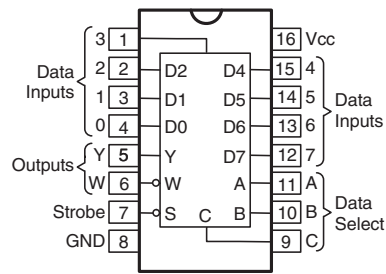 3 1 16 Vcc
Data Inputs
2 2 D2 D4 15 4
1 3 D1 D5 14 5
Data Inputs
0 4 D0 D6 13 6
Y 5 Y D7 12 7
Outputs
W 6 W A 11 A
Strobe 7 S C B 10 B
Data Select
GND 8 9 C